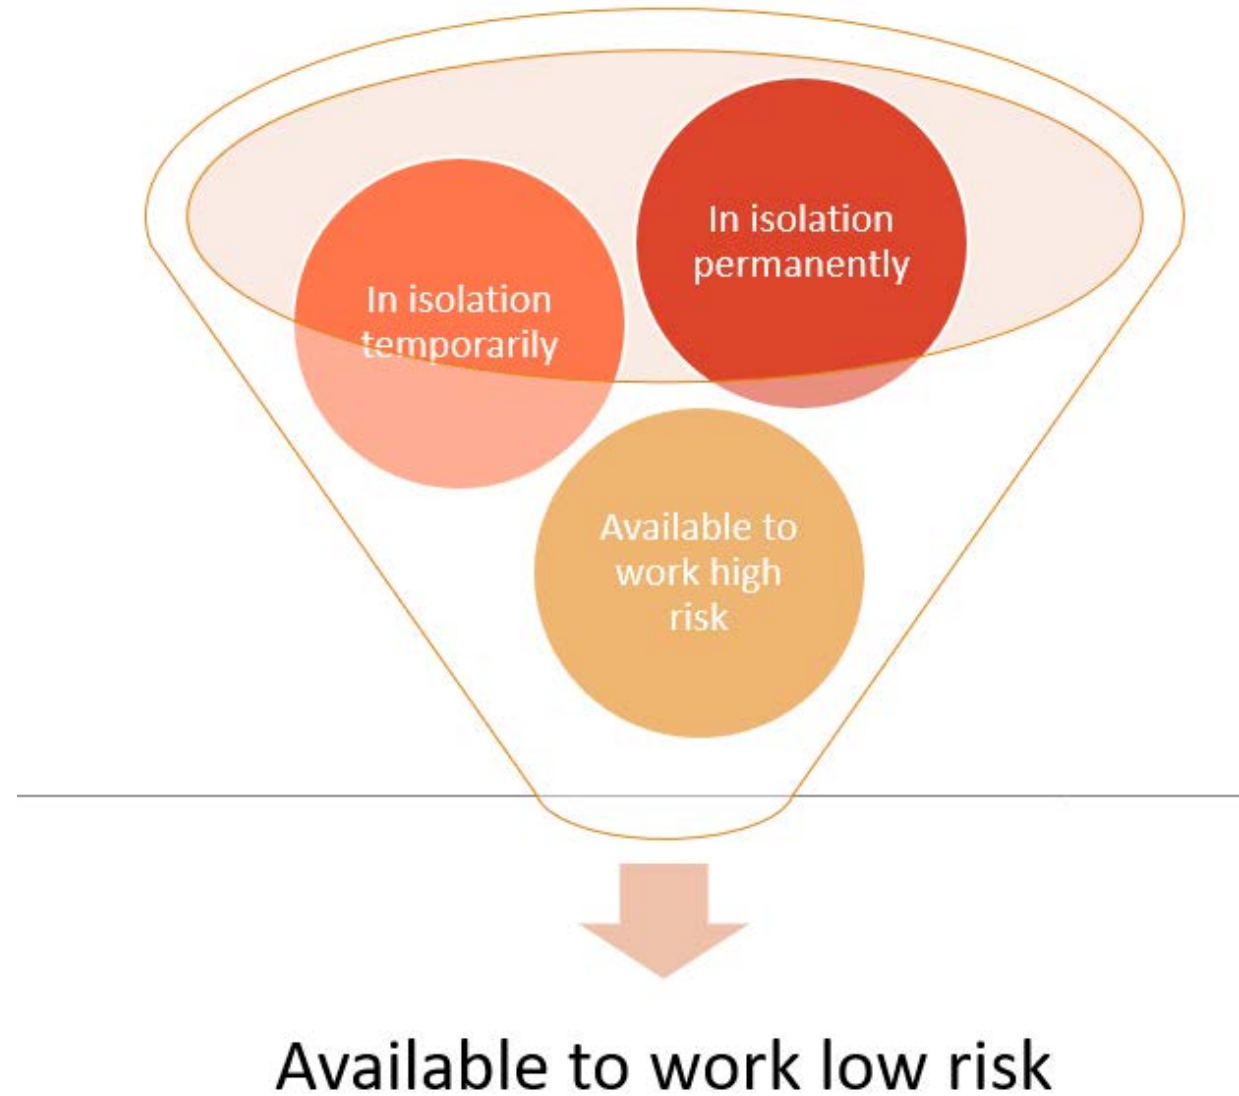 In isolation
permanently
In isolation
temporarily
Available to
work high
risk
Available to work low risk